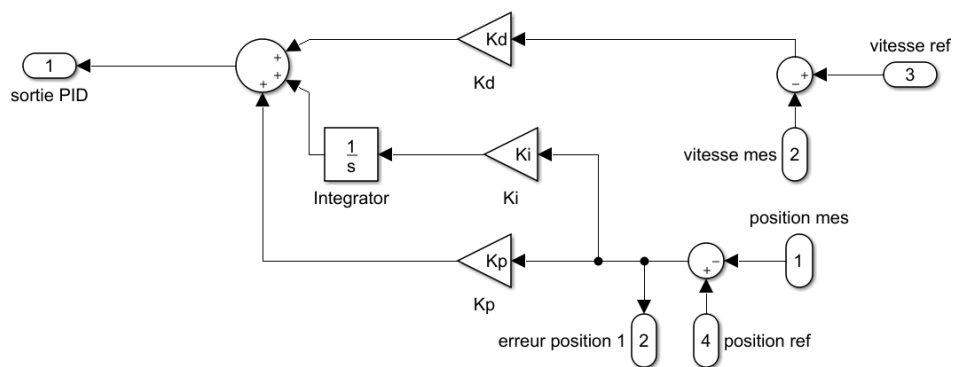 Kd
Kd
vitesse ref
3
+
−
+
+
+
1
sortie PID
vitesse mes
2
1
s
Integrator
Ki
Ki
position mes
1
−
+
Kp
Kp
erreur position 1
2
4
position ref